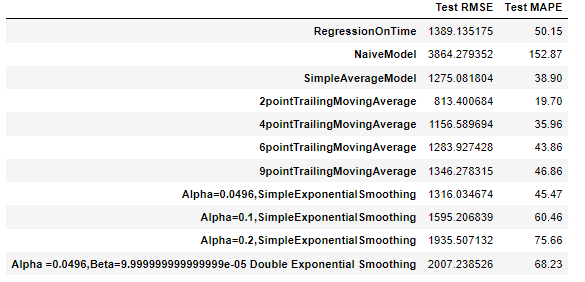 Test RMSE Test MAPE
RegressionOnTime 1389.135175 50.15
NaiveModel 3864.279352 152.87
SimpleAverageModel 1275.081804 38.90
2pointTrailingMovingAverage 813.400684 19.70
4pointTrailingMovingAverage 1156.589694 35.96
6pointTrailingMovingAverage 1283.927428 43.86
9pointTrailingMovingAverage 1346.278315 46.86
Alpha=0.0496,SimpleExponentialSmoothing 1316.034674 45.47
Alpha=0.1,SimpleExponentialSmoothing 1595.206839 60.46
Alpha=0.2,SimpleExponentialSmoothing 1935.507132 75.66
Alpha =0.0496,Beta=9.999999999999999e-05 Double Exponential Smoothing 2007.238526 68.23